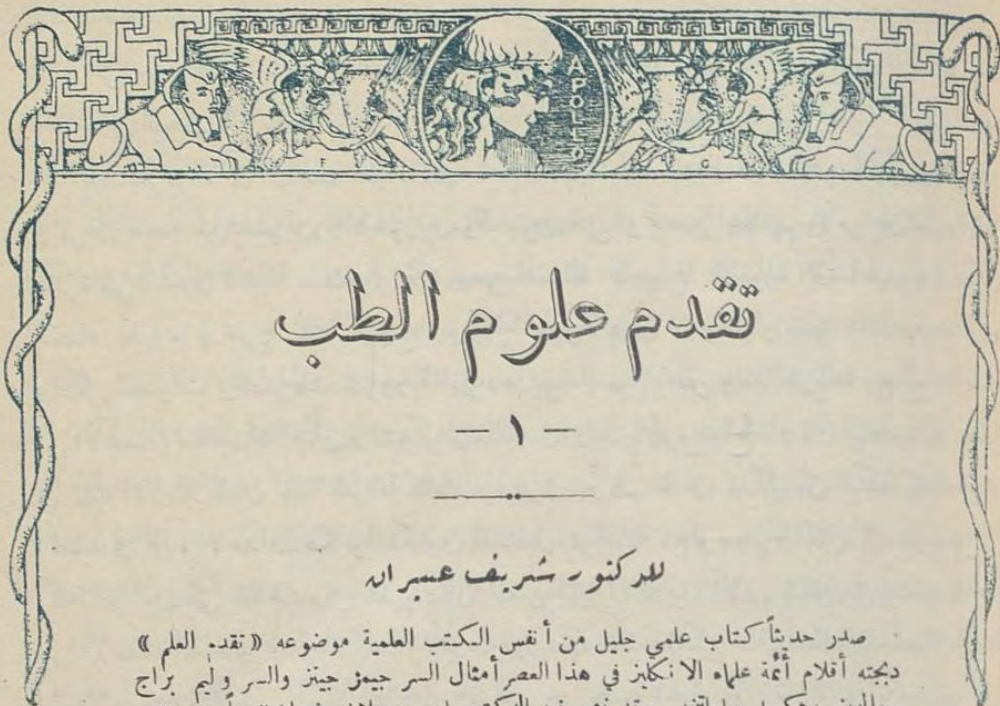 APOLLO
تقدم علوم الطب
— ١ —
للدكتور شريف عسيران
صدر حديثاً كتاب علمي جليل من أنفس الكتب العلمية موضوعه « تقدم العلم »
دبجته أقلام أئمة علماء الانكليز في هذا العصر أمثال السر جيمز جينز والسر وليم براج